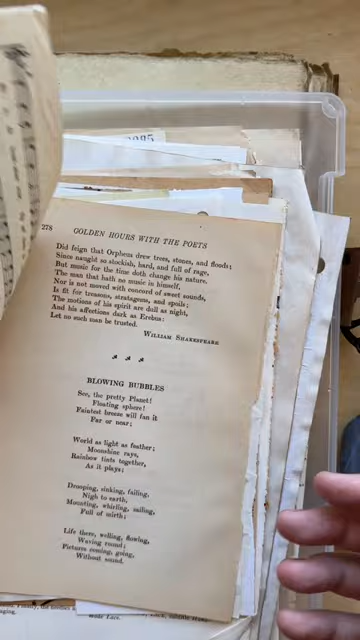 278 GOLDEN HOURS WITH THE POETS
Did feign that Orpheus drew trees, stones, and floods;
Since naught so stockish, hard, and full of rage,
But music for the time doth change his nature.
The man that hath no music in himself,
Nor is not moved with concord of sweet sounds,
Is fit for treasons, stratagems, and spoils;
The motions of his spirit are dull as night,
And his affections dark as Erebus:
Let no such man be trusted.
William Shakespeare
BLOWING BUBBLES
See, the pretty Planet!
Floating sphere!
Faintest breeze will fan it
Far or near;
World as light as feather;
Moonshine rays,
Rainbow tints together,
As it plays;
Drooping, sinking, failing,
Nigh to earth,
Mounting, whirling, sailing,
Full of mirth;
Life there, welling, flowing,
Waving round;
Pictures coming, going,
Without sound.